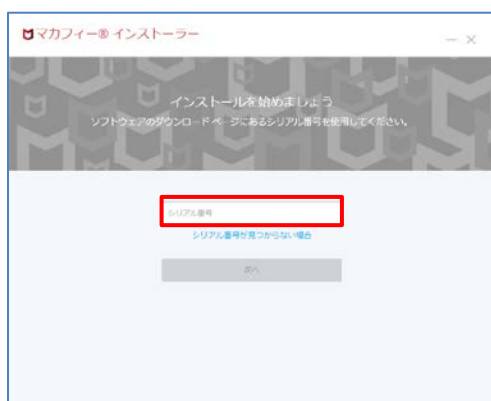 マカフィー® インストーラー
インストールを始めましょう
ソフトウェアのダウンロード ページにあるシリアル番号を使用してください。
シリアル番号
シリアル番号が見つからない場合
次へ